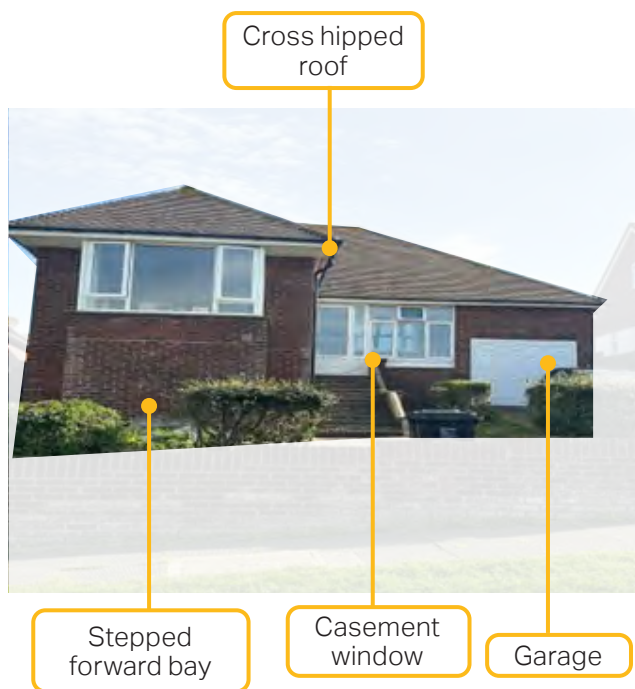 Cross hipped
roof
Stepped
forward bay
Casement
window
Garage